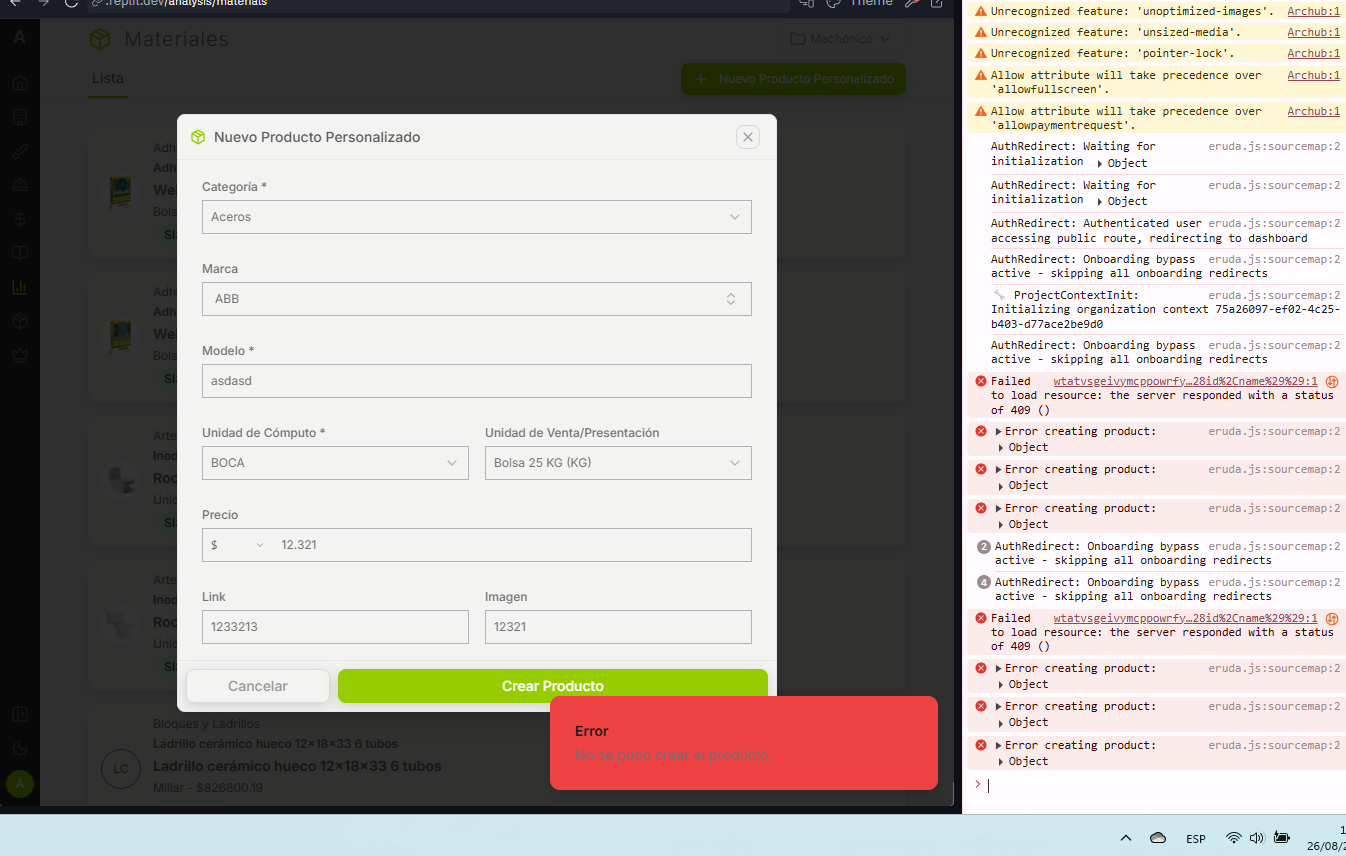 .replit.dev/analysis/materials
Theme
A
Materiales
Machónico
Lista
+ Nuevo Producto Personalizado
Nuevo Producto Personalizado
Categoría *
Aceros
Marca
ABB
Modelo *
asdasd
Unidad de Cómputo *
Unidad de Venta/Presentación
BOCA
Bolsa 25 KG (KG)
Precio
$
12.321
Link
Imagen
1233213
12321
Cancelar
Crear Producto
Error
No se pudo crear el producto.
Bloques y Ladrillos
Ladrillo cerámico hueco 12x18x33 6 tubos
LC
Ladrillo cerámico hueco 12x18x33 6 tubos
Millar - $826800.19
A
Unrecognized feature: 'unoptimized-images'. Archub:1
Unrecognized feature: 'unsized-media'. Archub:1
Unrecognized feature: 'pointer-lock'. Archub:1
Allow attribute will take precedence over Archub:1
'allowfullscreen'.
Allow attribute will take precedence over Archub:1
'allowpaymentrequest'.
AuthRedirect: Waiting for eruda.js:sourcemap:2
initialization Object
AuthRedirect: Waiting for eruda.js:sourcemap:2
initialization Object
AuthRedirect: Authenticated user eruda.js:sourcemap:2
accessing public route, redirecting to dashboard
AuthRedirect: Onboarding bypass eruda.js:sourcemap:2
active - skipping all onboarding redirects
ProjectContextInit: eruda.js:sourcemap:2
Initializing organization context 75a26097-ef02-4c25-
b403-d77ace2be9d0
AuthRedirect: Onboarding bypass eruda.js:sourcemap:2
active - skipping all onboarding redirects
Failed wtatvsgeivymcppowrfy…28id%2Cname%29%29:1
to load resource: the server responded with a status
of 409 ()
Error creating product: eruda.js:sourcemap:2
Object
Error creating product: eruda.js:sourcemap:2
Object
Error creating product: eruda.js:sourcemap:2
Object
2 AuthRedirect: Onboarding bypass eruda.js:sourcemap:2
active - skipping all onboarding redirects
4 AuthRedirect: Onboarding bypass eruda.js:sourcemap:2
active - skipping all onboarding redirects
Failed wtatvsgeivymcppowrfy…28id%2Cname%29%29:1
to load resource: the server responded with a status
of 409 ()
Error creating product: eruda.js:sourcemap:2
Object
Error creating product: eruda.js:sourcemap:2
Object
Error creating product: eruda.js:sourcemap:2
Object
ESP
26/08/2